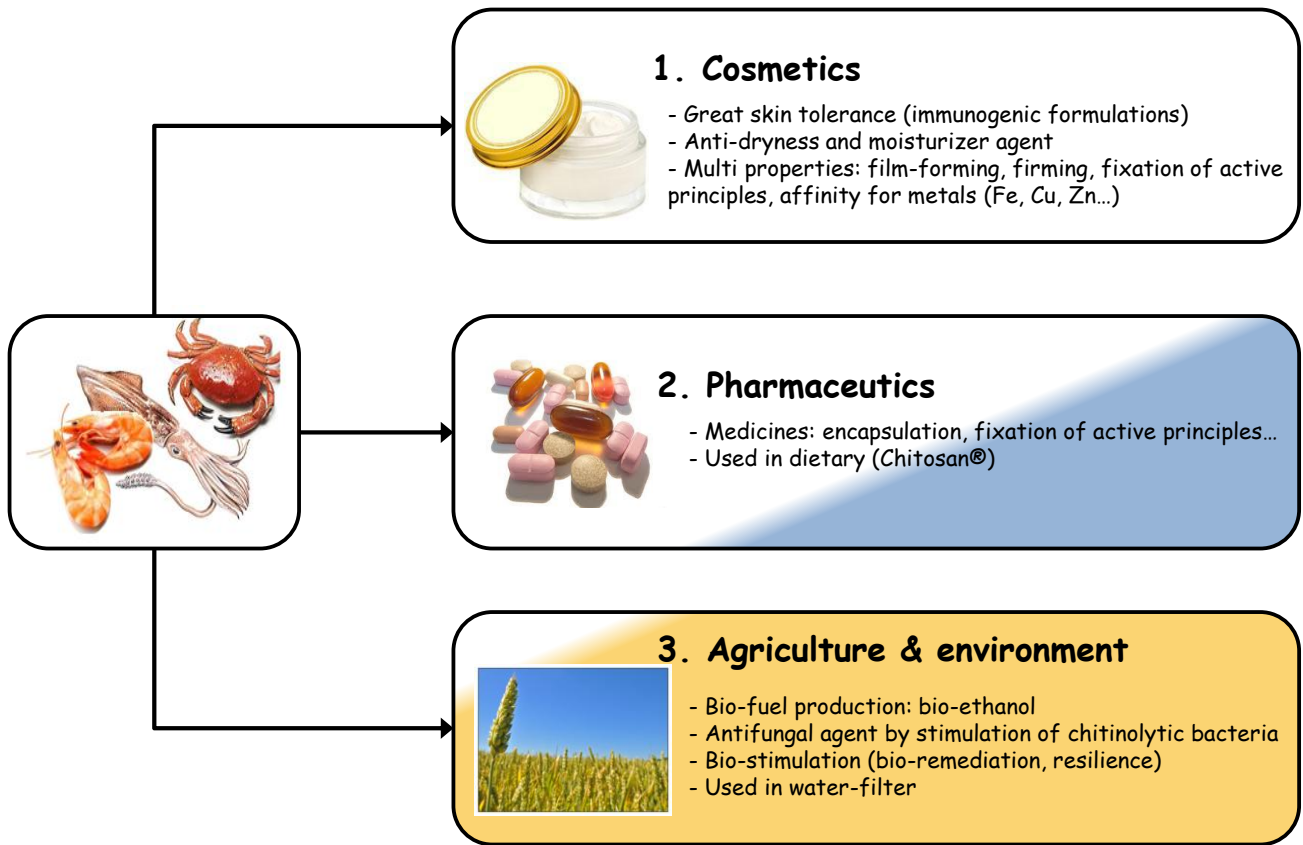 1. Cosmetics
- Great skin tolerance (immunogenic formulations)
- Anti-dryness and moisturizer agent
- Multi properties: film-forming, firming, fixation of active
principles, affinity for metals (Fe, Cu, Zn…)
2. Pharmaceutics
- Medicines: encapsulation, fixation of active principles…
- Used in dietary (Chitosan®)
3. Agriculture & environment
- Bio-fuel production: bio-ethanol
- Antifungal agent by stimulation of chitinolytic bacteria
- Bio-stimulation (bio-remediation, resilience)
- Used in water-filter